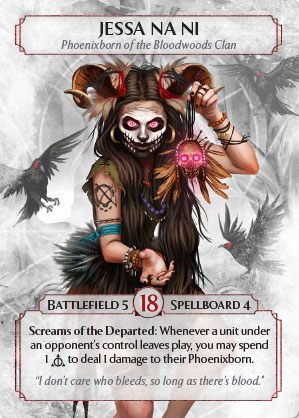 JESSA NA NI
Phoenixborn of the Bloodwoods Clan
BATTLEFIELD 5 18 SPELLBOARD 4
Screams of the Departed: Whenever a unit under
an opponent's control leaves play, you may spend
1 to deal 1 damage to their Phoenixborn.
"I don't care who bleeds, so long as there's blood."